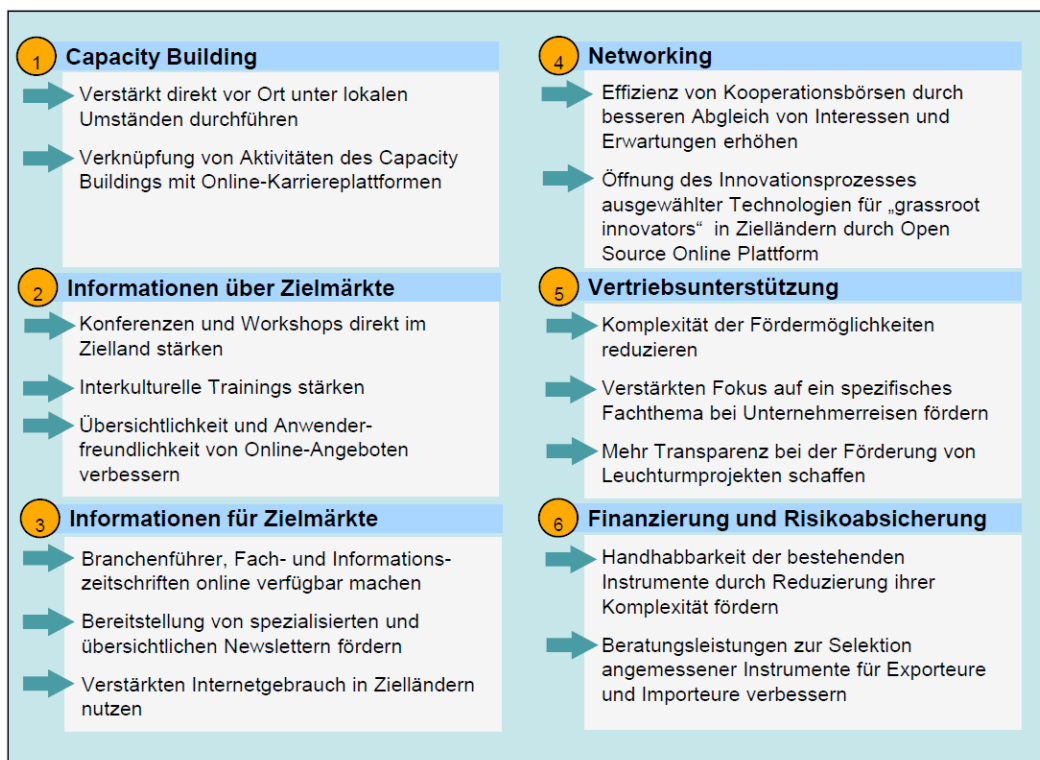 1 Capacity Building
Verstärkt direkt vor Ort unter lokalen
Umständen durchführen
Verknüpfung von Aktivitäten des Capacity
Buildings mit Online-Karriereplattformen
2 Informationen über Zielmärkte
Konferenzen und Workshops direkt im
Zielland stärken
Interkulturelle Trainings stärken
Übersichtlichkeit und Anwender-
freundlichkeit von Online-Angeboten
verbessern
3 Informationen für Zielmärkte
Branchenführer, Fach- und Informations-
zeitschriften online verfügbar machen
Bereitstellung von spezialisierten und
übersichtlichen Newslettern fördern
Verstärkten Internetgebrauch in Zielländern
nutzen
4 Networking
Effizienz von Kooperationsbörsen durch
besseren Abgleich von Interessen und
Erwartungen erhöhen
Öffnung des Innovationsprozesses
ausgewählter Technologien für „grassroot
innovators“ in Zielländern durch Open
Source Online Plattform
5 Vertriebsunterstützung
Komplexität der Fördermöglichkeiten
reduzieren
Verstärkten Fokus auf ein spezifisches
Fachthema bei Unternehmerreisen fördern
Mehr Transparenz bei der Förderung von
Leuchturmprojekten schaffen
6 Finanzierung und Risikoabsicherung
Handhabbarkeit der bestehenden
Instrumente durch Reduzierung ihrer
Komplexität fördern
Beratungsleistungen zur Selektion
angemessener Instrumente für Exporteure
und Importeure verbessern